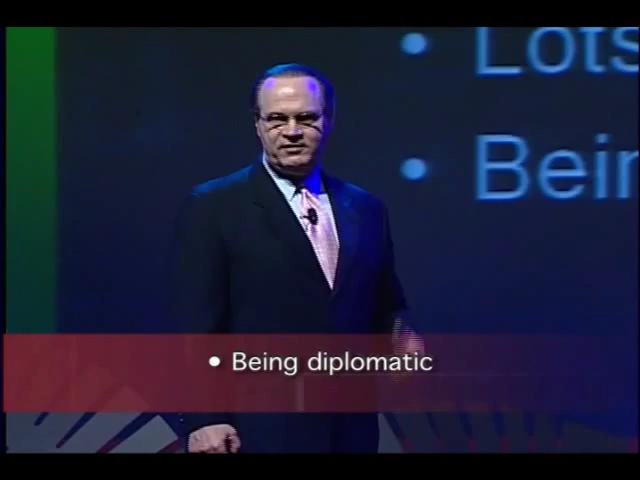 • Lots
• Bein
• Being diplomatic